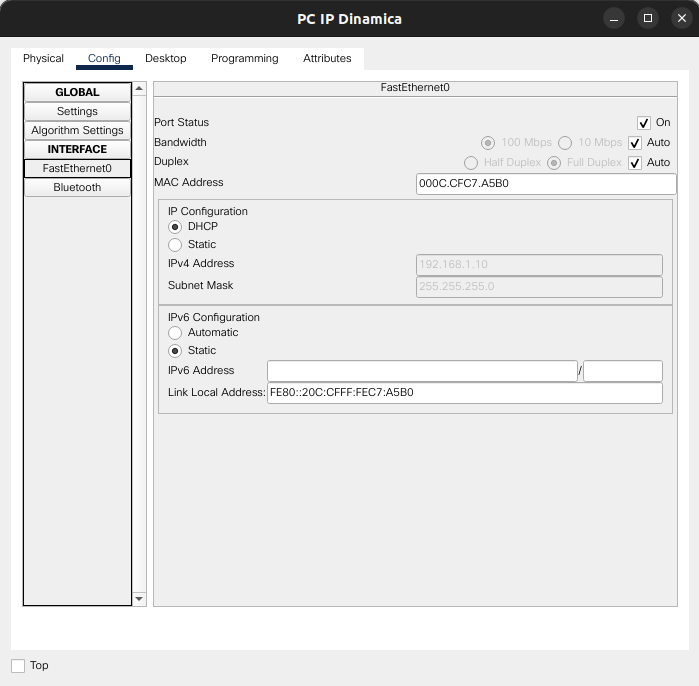 PC IP Dinamica
Physical Config Desktop Programming Attributes
GLOBAL
Settings
Algorithm Settings
INTERFACE
FastEthernet0
Bluetooth
FastEthernet0
Port Status On
Bandwidth 100 Mbps 10 Mbps Auto
Duplex Half Duplex Full Duplex Auto
MAC Address 000C.CFC7.A5B0
IP Configuration
DHCP
Static
IPv4 Address 192.168.1.10
Subnet Mask 255.255.255.0
IPv6 Configuration
Automatic
Static
IPv6 Address /
Link Local Address: FE80::20C:CFFF:FEC7:A5B0
Top